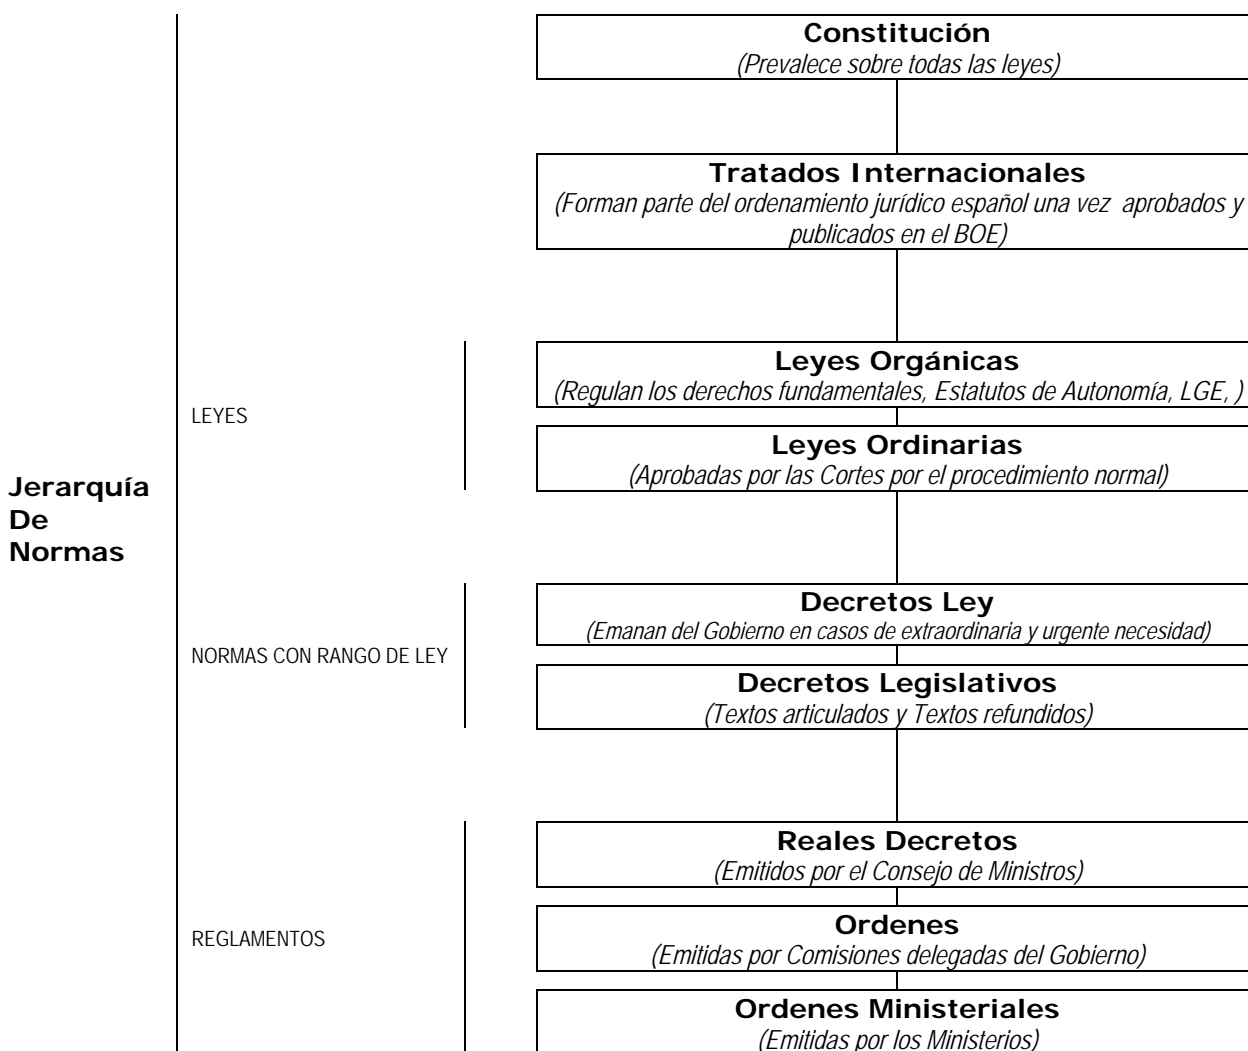 Constitución
(Prevalece sobre todas las leyes)
Tratados Internacionales
(Forman parte del ordenamiento jurídico español una vez aprobados y
publicados en el BOE)
Leyes Orgánicas
(Regulan los derechos fundamentales, Estatutos de Autonomía, LGE, )
LEYES
Leyes Ordinarias
(Aprobadas por las Cortes por el procedimiento normal)
Jerarquía
De
Normas
Decretos Ley
(Emanan del Gobierno en casos de extraordinaria y urgente necesidad)
NORMAS CON RANGO DE LEY
Decretos Legislativos
(Textos articulados y Textos refundidos)
Reales Decretos
(Emitidos por el Consejo de Ministros)
REGLAMENTOS
Ordenes
(Emitidas por Comisiones delegadas del Gobierno)
Ordenes Ministeriales
(Emitidas por los Ministerios)